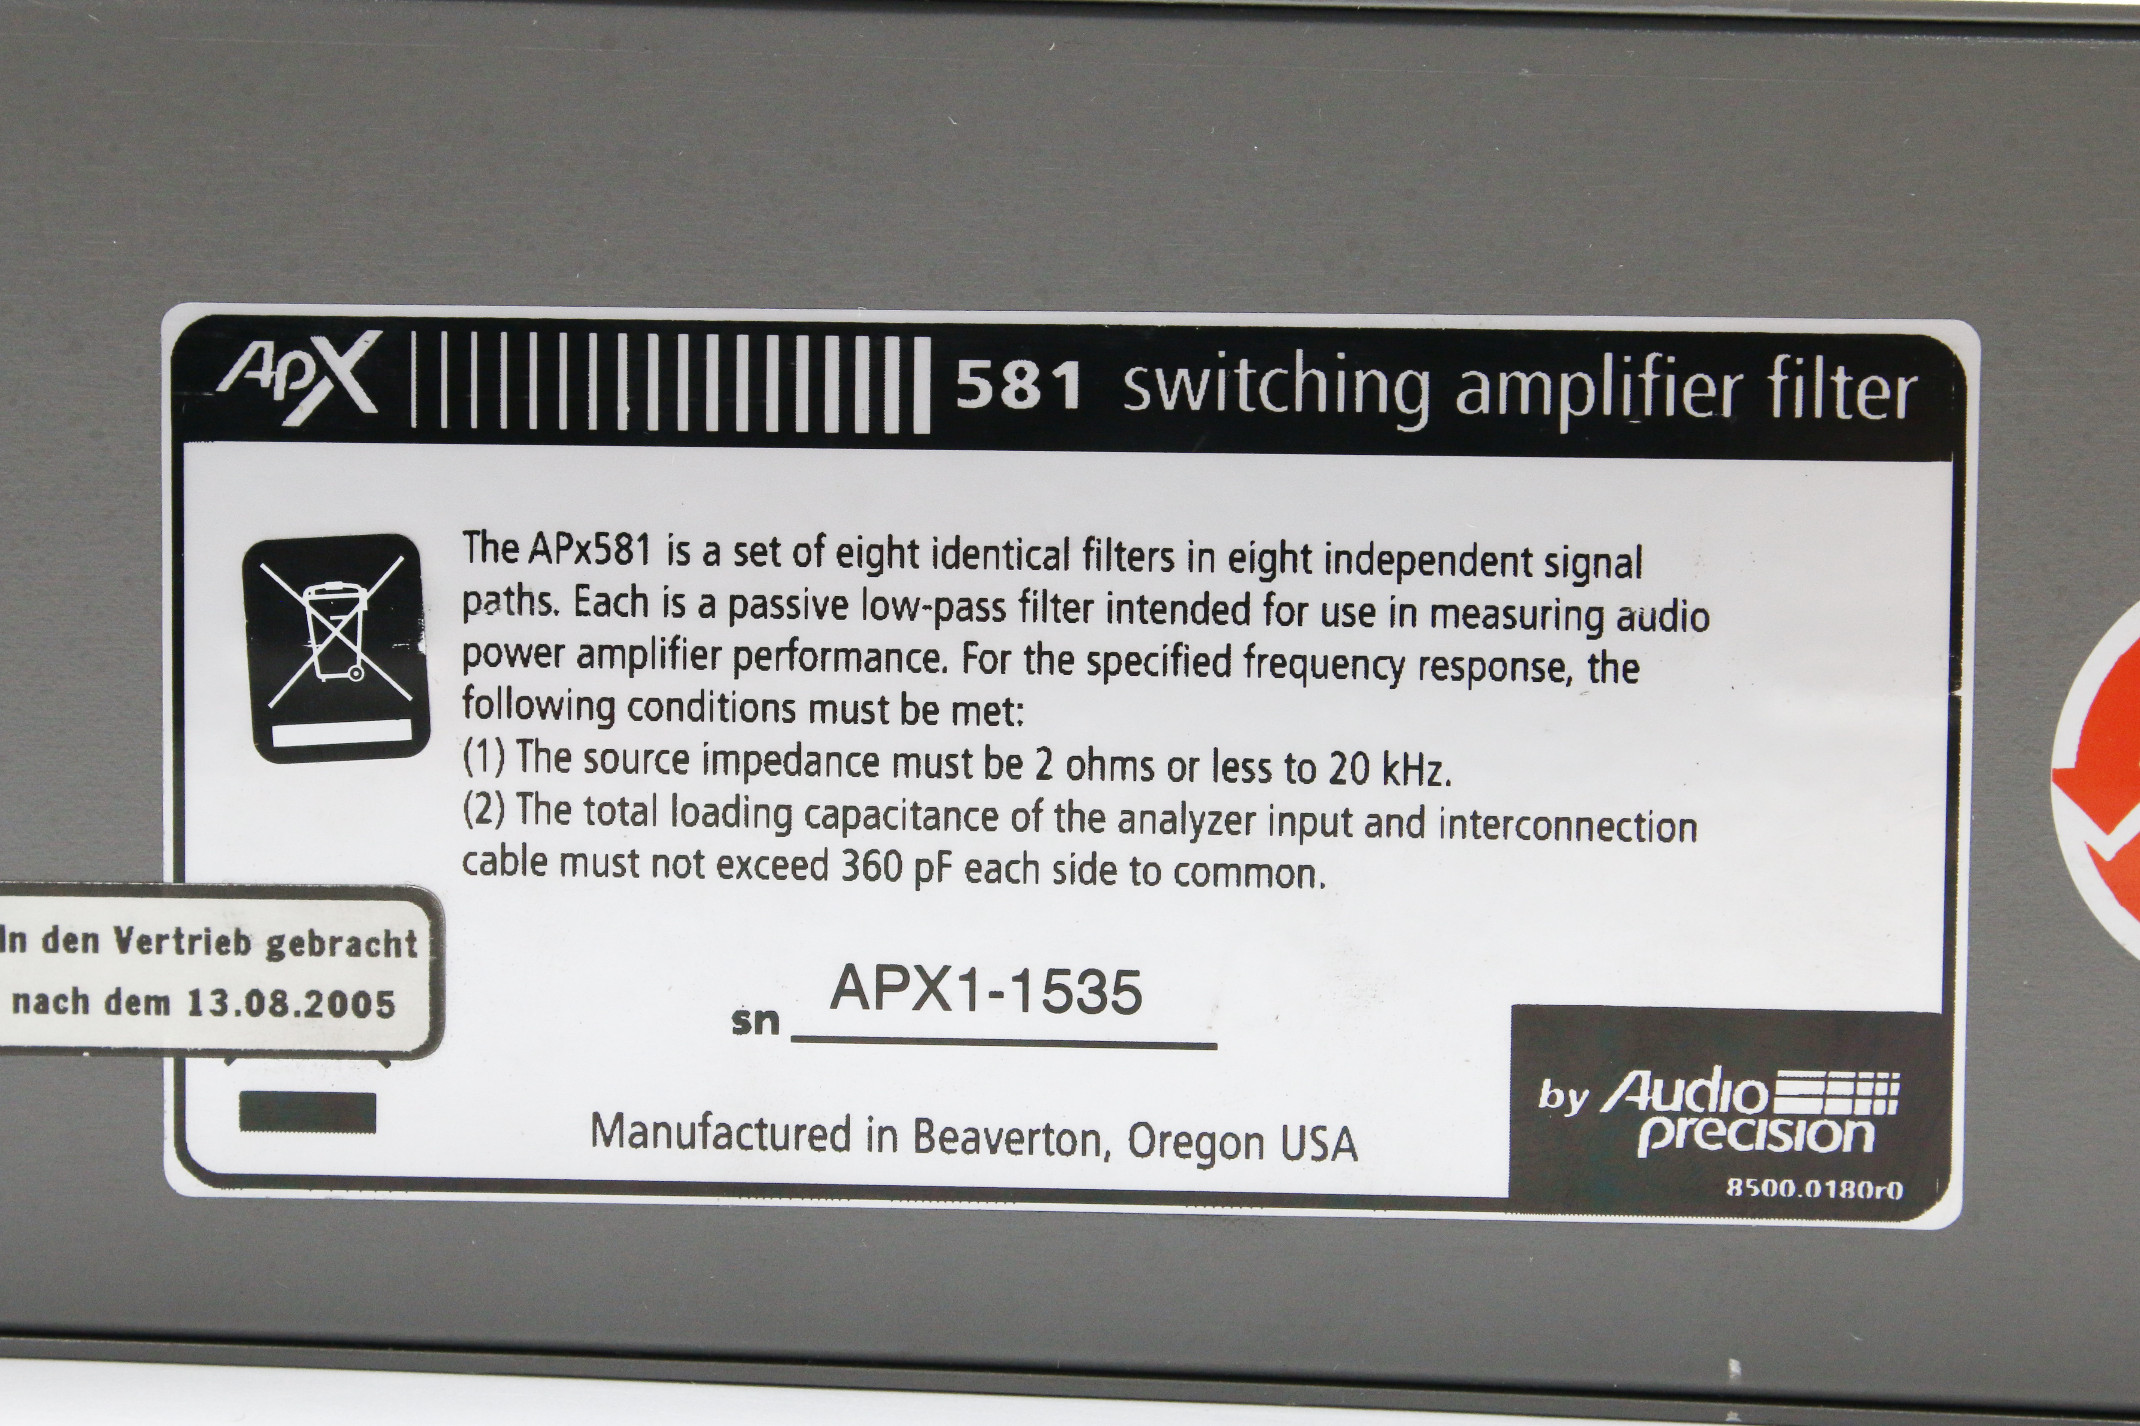 APx 581 switching amplifier filter
The APx581 is a set of eight identical filters in eight independent signal
paths. Each is a passive low-pass filter intended for use in measuring audio
power amplifier performance. For the specified frequency response, the
following conditions must be met:
(1) The source impedance must be 2 ohms or less to 20 kHz.
(2) The total loading capacitance of the analyzer input and interconnection
cable must not exceed 360 pF each side to common.
In den Vertrieb gebracht
nach dem 13.08.2005
sn APX1-1535
Manufactured in Beaverton, Oregon USA
by Audio
precision
8500.0180r0